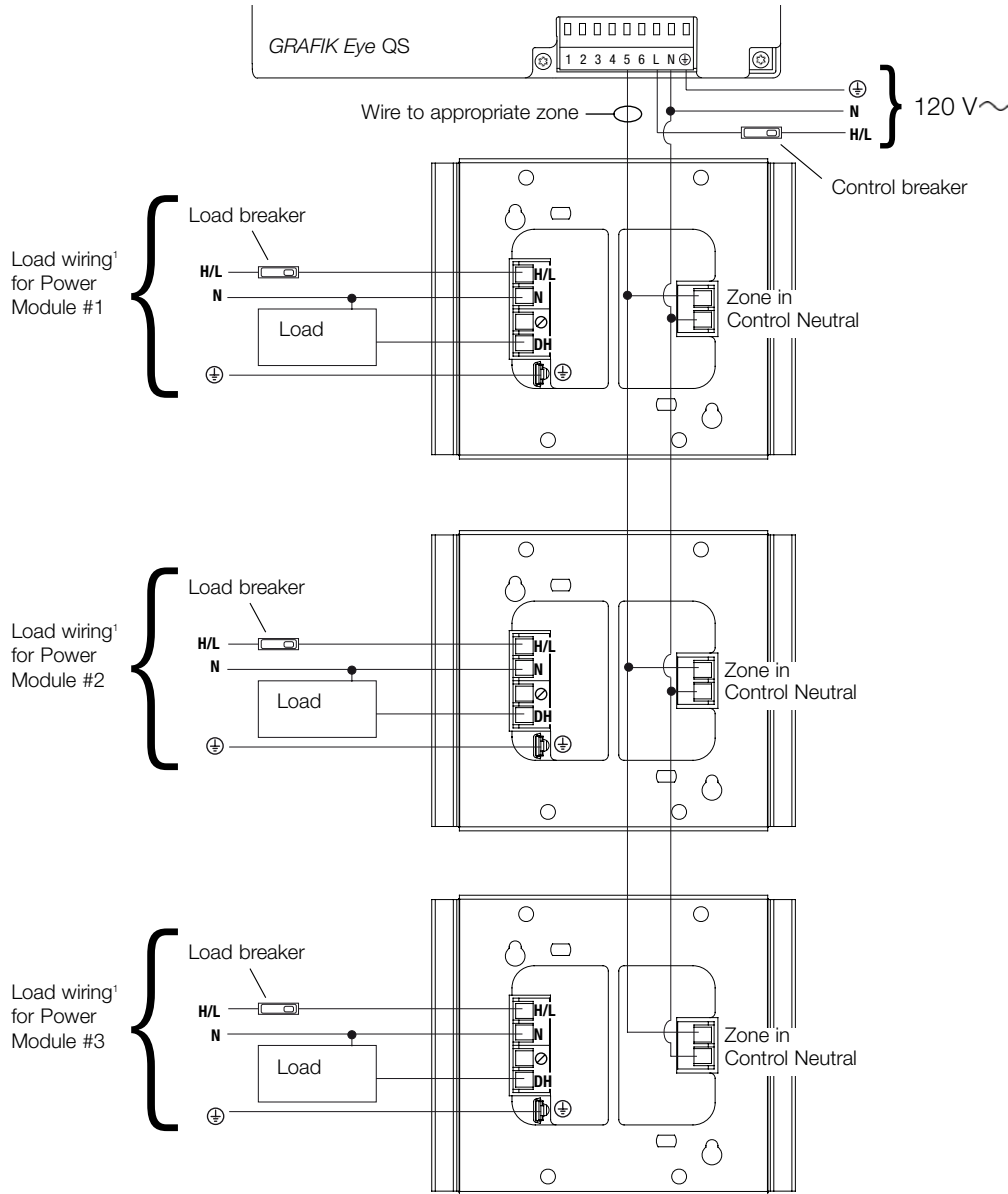 GRAFIK Eye QS
1 2 3 4 5 6 L N ⏚
Wire to appropriate zone
⏚
N
H/L
120 V~
Control breaker
Load wiring¹
for Power
Module #1
Load breaker
H/L
N
Load
⏚
H/L
N
⊘
DH
⏚
Zone in
Control Neutral
Load wiring¹
for Power
Module #2
Load breaker
H/L
N
Load
⏚
H/L
N
⊘
DH
⏚
Zone in
Control Neutral
Load wiring¹
for Power
Module #3
Load breaker
H/L
N
Load
⏚
H/L
N
⊘
DH
⏚
Zone in
Control Neutral